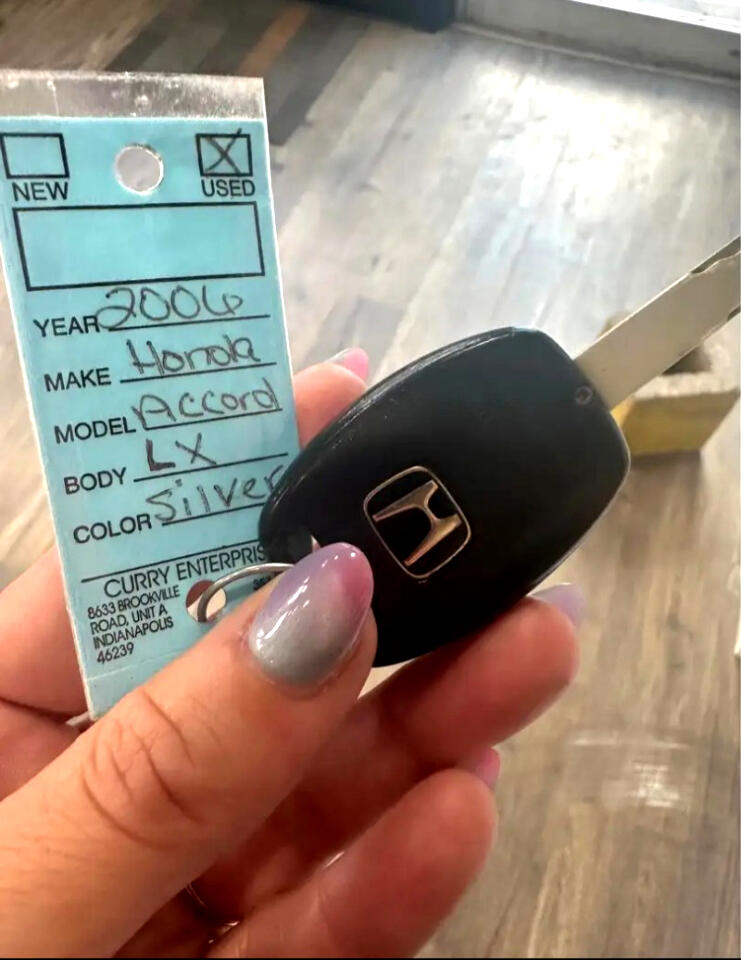 NEW X USED
YEAR 2006
MAKE Honda
MODEL Accord
BODY LX
COLOR Silver
CURRY ENTERPRIS
8633 BROOKVILLE
ROAD, UNIT A
INDIANAPOLIS
46239